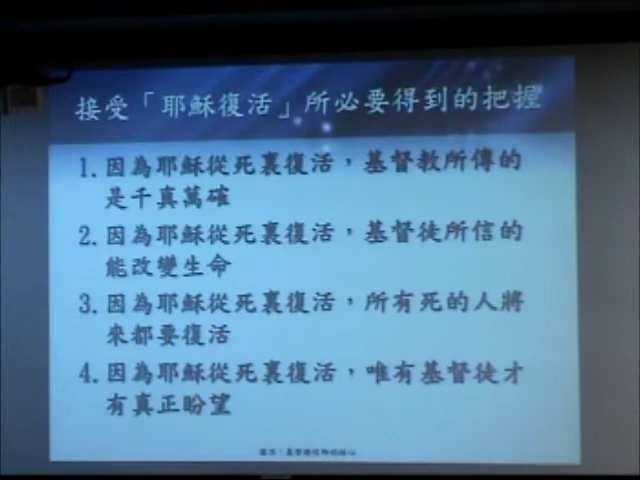 接受「耶穌復活」所必要得到的把握
1. 因為耶穌從死裏復活，基督教所傳的
是千真萬確
2. 因為耶穌從死裏復活，基督徒所信的
能改變生命
3. 因為耶穌從死裏復活，所有死的人將
來都要復活
4. 因為耶穌從死裏復活，唯有基督徒才
有真正盼望